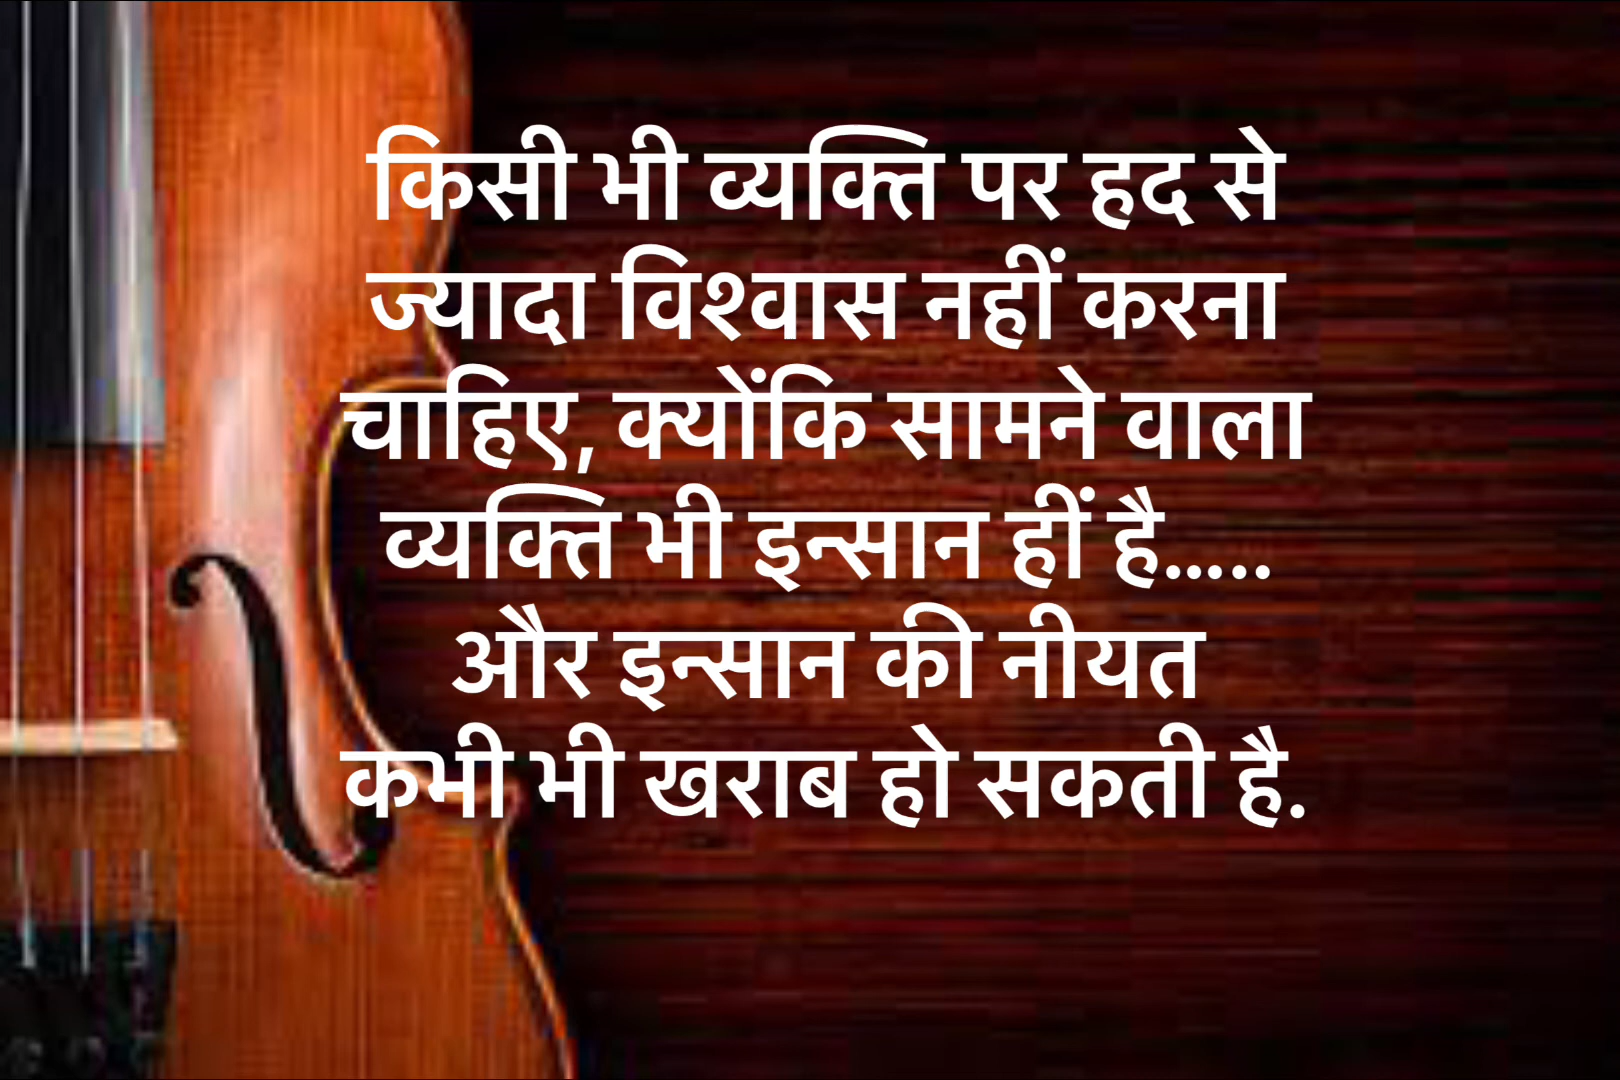 किसी भी व्यक्ति पर हद से
ज्यादा विश्वास नहीं करना
चाहिए, क्योंकि सामने वाला
व्यक्ति भी इन्सान हीं है.....
और इन्सान की नीयत
कभी भी खराब हो सकती है.